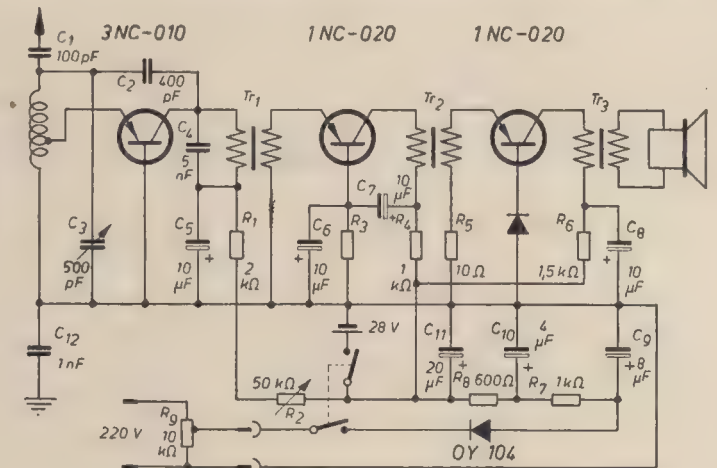 3NC-010
1NC-020
1NC-020
C1
100pF
C2
400
pF
Tr1
Tr2
Tr3
C4
5
nF
C7
10
µF
C3
500
pF
C5
10
µF
+
R1
2
kΩ
C6
+
10
µF
R3
+
R4
1
kΩ
R5
10Ω
R6
1,5kΩ
C8
+
10
µF
C12
1nF
28 V
C11
20
µF
+
C10
4
µF
+
C9
+
8
µF
50 kΩ
R2
R8
600Ω
R7
1kΩ
220 V
R9
10
kΩ
OY 104